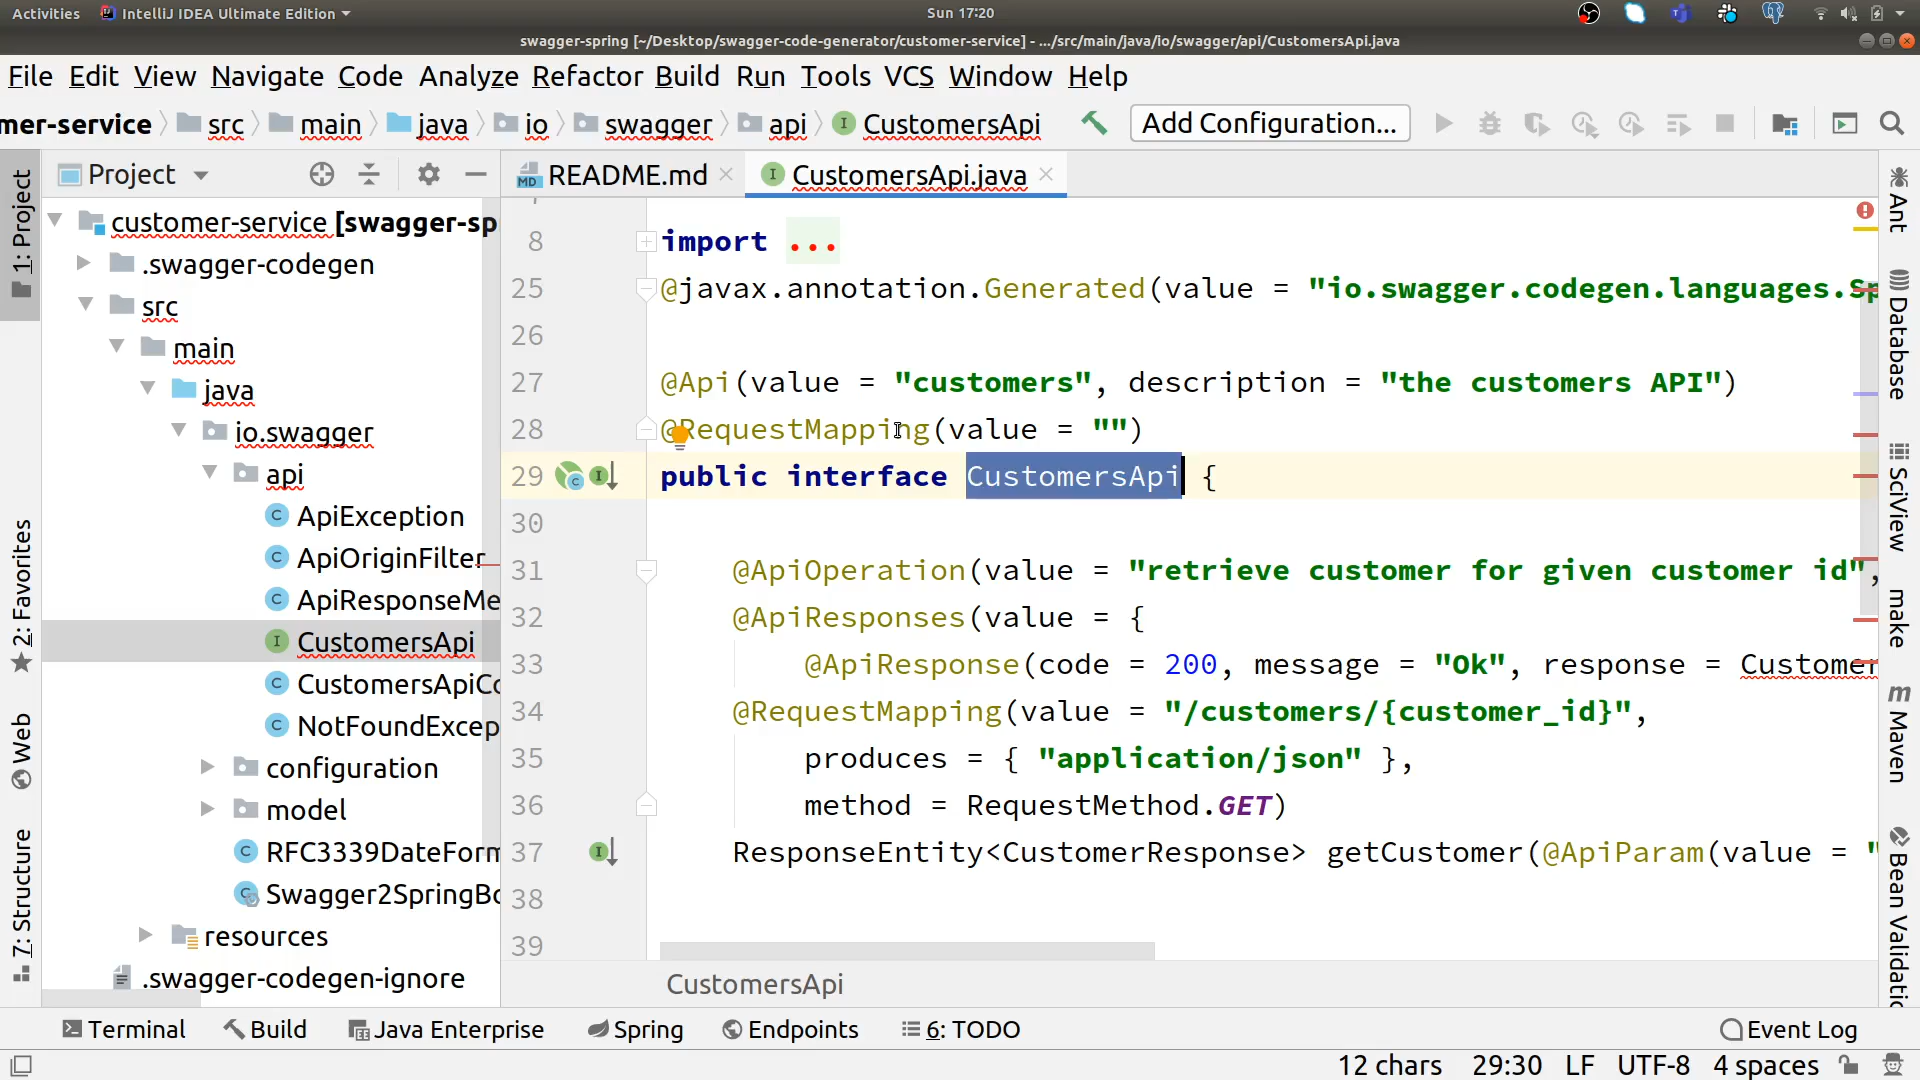 Activities IntelliJ IDEA Ultimate Edition Sun 17:20
swagger-spring [~/Desktop/swagger-code-generator/customer-service] - .../src/main/java/io/swagger/api/CustomersApi.java
File Edit View Navigate Code Analyze Refactor Build Run Tools VCS Window Help
mer-service src main java io swagger api CustomersApi Add Configuration...
1: Project
2: Favorites
Web
7: Structure
Project
customer-service [swagger-sp
.swagger-codegen
src
main
java
io.swagger
api
ApiException
ApiOriginFilter
ApiResponseMe
CustomersApi
CustomersApiCo
NotFoundExcep
configuration
model
RFC3339DateForm
Swagger2SpringBo
resources
.swagger-codegen-ignore
README.md CustomersApi.java
8 import ...
25 @javax.annotation.Generated(value = "io.swagger.codegen.languages.Sp
26
27 @Api(value = "customers", description = "the customers API")
28 @RequestMapping(value = "")
29 public interface CustomersApi {
30
31 @ApiOperation(value = "retrieve customer for given customer id",
32 @ApiResponses(value = {
33 @ApiResponse(code = 200, message = "Ok", response = Customer
34 @RequestMapping(value = "/customers/{customer_id}",
35 produces = { "application/json" },
36 method = RequestMethod.GET)
37 ResponseEntity<CustomerResponse> getCustomer(@ApiParam(value = "
38
39
CustomersApi
Ant
Database
SciView
make
Maven
Bean Validatio
Terminal Build Java Enterprise Spring Endpoints 6: TODO Event Log
12 chars 29:30 LF UTF-8 4 spaces